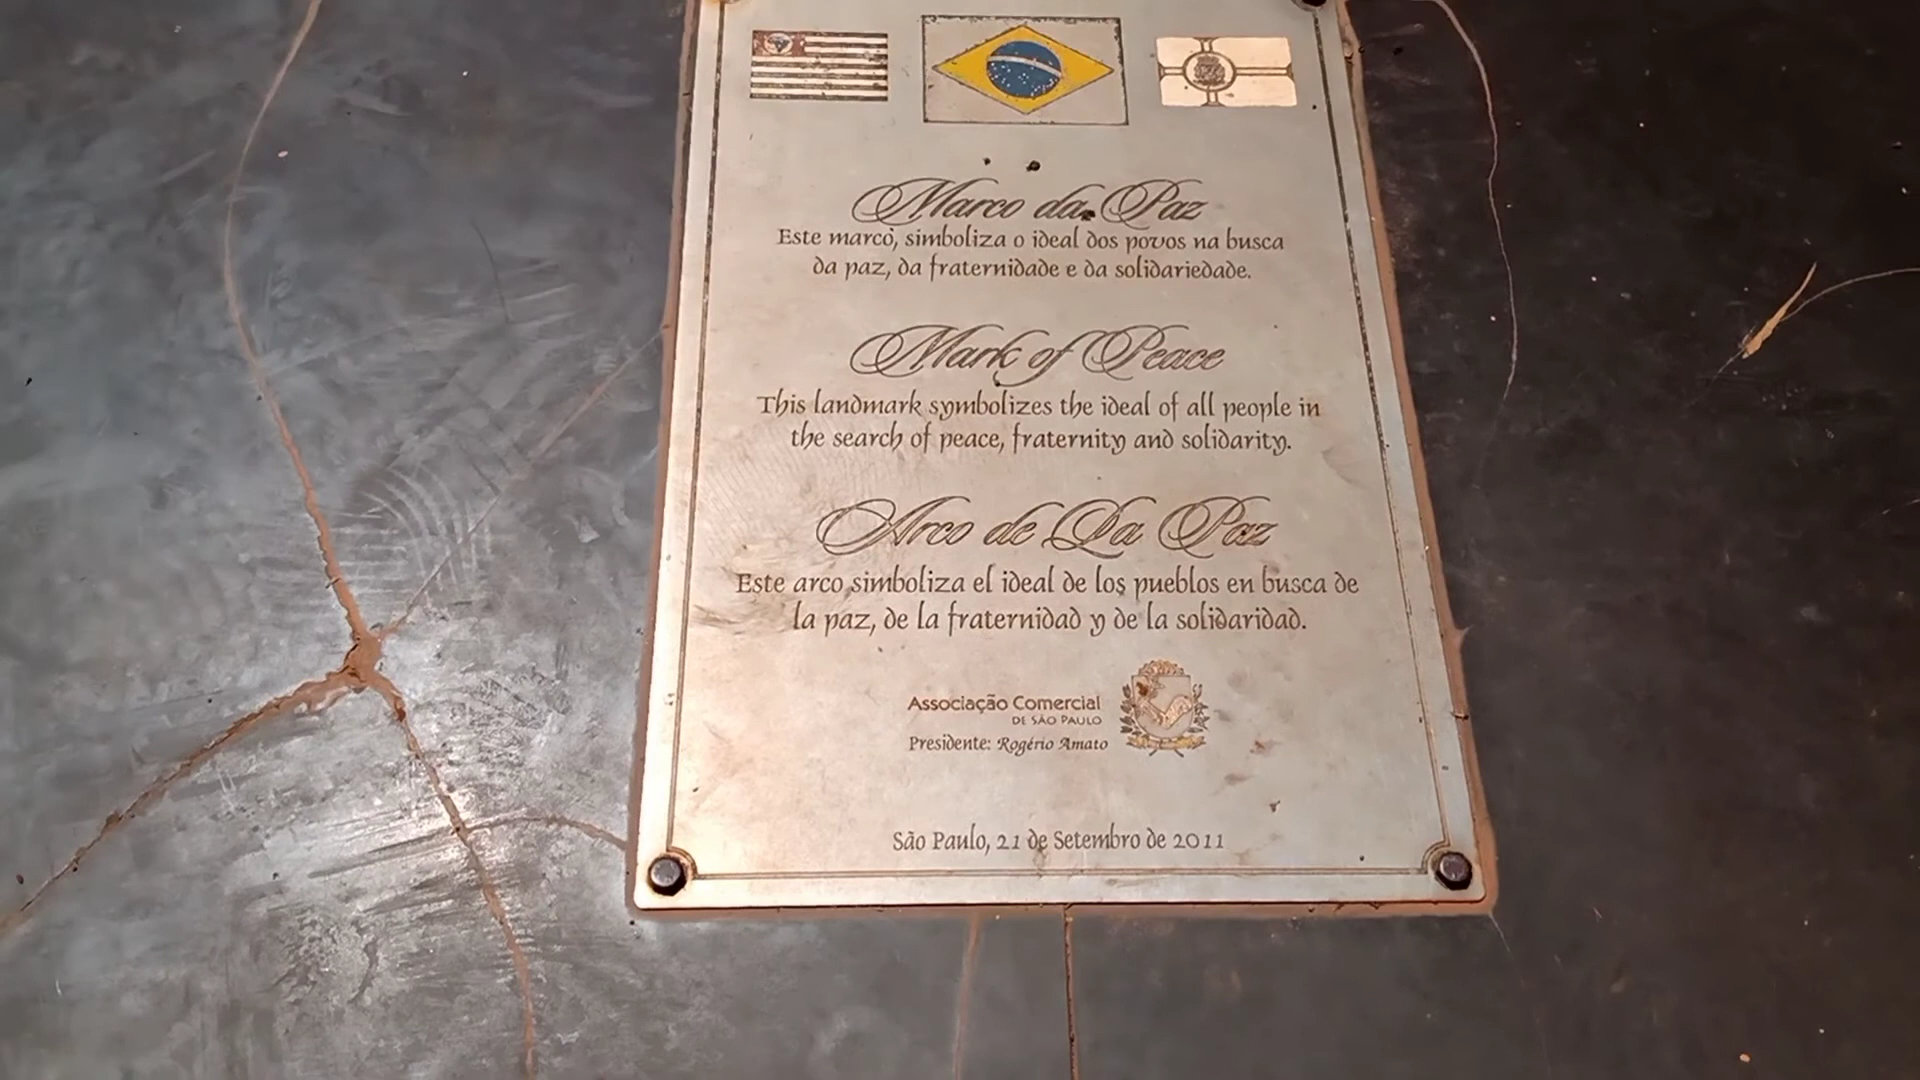 Marco da Paz
Este marco, simboliza o ideal dos povos na busca
da paz, da fraternidade e da solidariedade.
Mark of Peace
This landmark symbolizes the ideal of all people in
the search of peace, fraternity and solidarity.
Arco de La Paz
Este arco simboliza el ideal de los pueblos en busca de
la paz, de la fraternidad y de la solidaridad.
Associação Comercial
DE SÃO PAULO
Presidente: Rogério Amato
São Paulo, 21 de Setembro de 2011